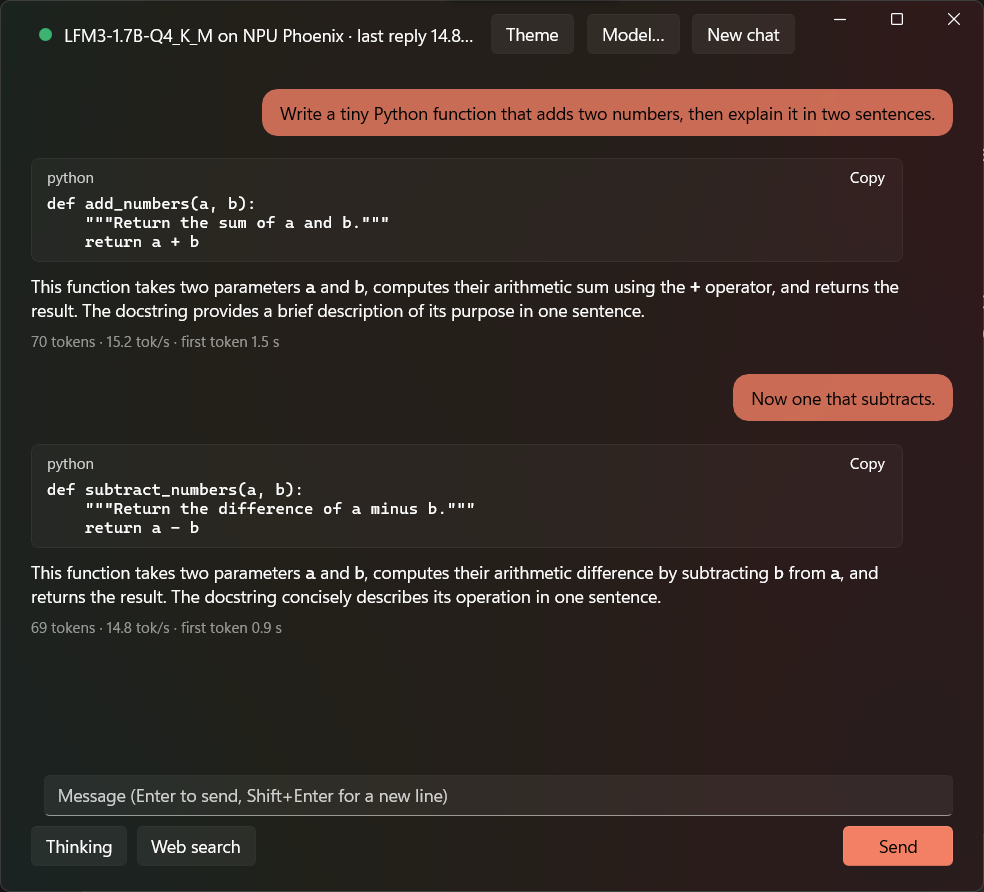 LFM3-1.7B-Q4_K_M on NPU Phoenix · last reply 14.8...
Theme
Model...
New chat
Write a tiny Python function that adds two numbers, then explain it in two sentences.
python
Copy
def add_numbers(a, b):
    """Return the sum of a and b."""
    return a + b
This function takes two parameters a and b, computes their arithmetic sum using the + operator, and returns the
result. The docstring provides a brief description of its purpose in one sentence.
70 tokens · 15.2 tok/s · first token 1.5 s
Now one that subtracts.
python
Copy
def subtract_numbers(a, b):
    """Return the difference of a minus b."""
    return a - b
This function takes two parameters a and b, computes their arithmetic difference by subtracting b from a, and
returns the result. The docstring concisely describes its operation in one sentence.
69 tokens · 14.8 tok/s · first token 0.9 s
Message (Enter to send, Shift+Enter for a new line)
Thinking
Web search
Send